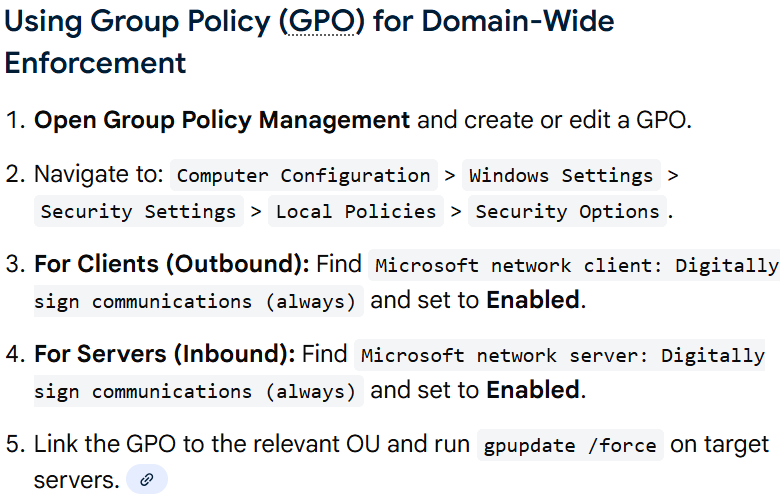 Using Group Policy (GPO) for Domain-Wide
Enforcement
1. Open Group Policy Management and create or edit a GPO.
2. Navigate to: Computer Configuration > Windows Settings >
Security Settings > Local Policies > Security Options.
3. For Clients (Outbound): Find Microsoft network client: Digitally
sign communications (always) and set to Enabled.
4. For Servers (Inbound): Find Microsoft network server: Digitally
sign communications (always) and set to Enabled.
5. Link the GPO to the relevant OU and run gpupdate /force on target
servers.